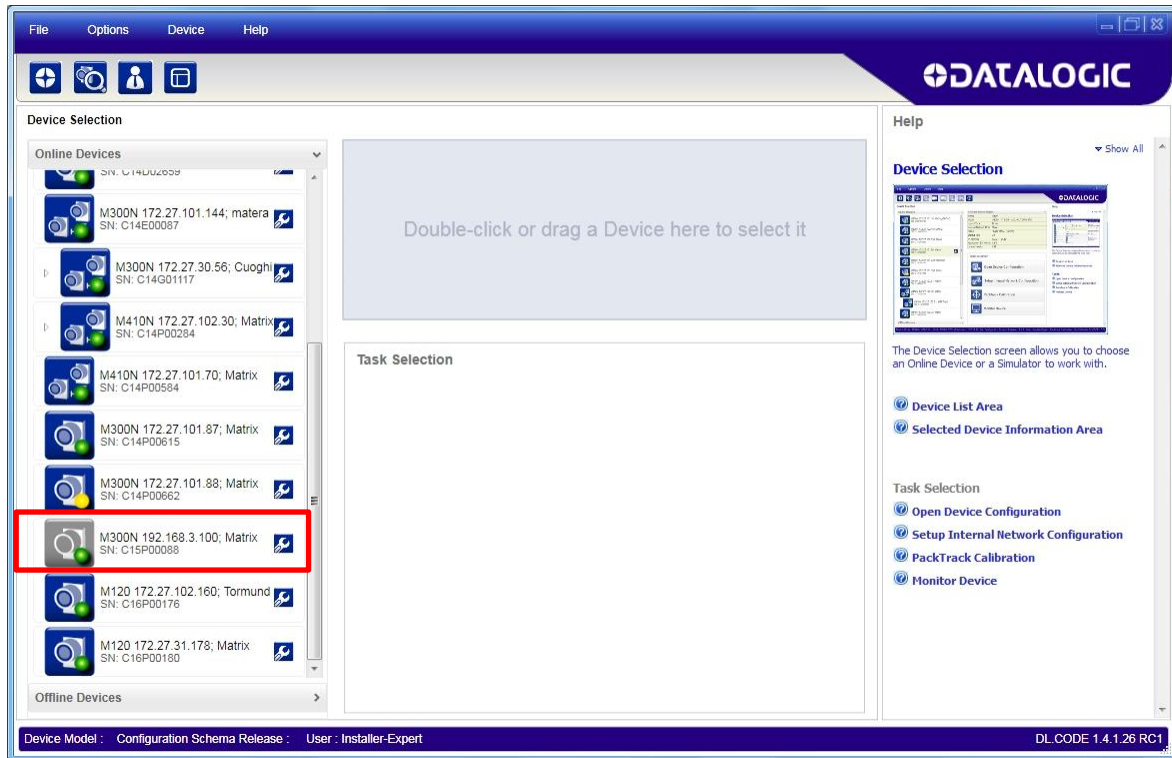 File Options Device Help
DATALOGIC
Device Selection
Online Devices
SN: C14D02659
M300N 172.27.101.144; matera
SN: C14E00087
M300N 172.27.30.56; Cuoghi
SN: C14G01117
M410N 172.27.102.30; Matrix
SN: C14P00284
M410N 172.27.101.70; Matrix
SN: C14P00584
M300N 172.27.101.87; Matrix
SN: C14P00615
M300N 172.27.101.88; Matrix
SN: C14P00662
M300N 192.168.3.100; Matrix
SN: C15P00088
M120 172.27.102.160; Tormund
SN: C16P00176
M120 172.27.31.178; Matrix
SN: C16P00180
Offline Devices
Double-click or drag a Device here to select it
Task Selection
Help
Show All
Device Selection
The Device Selection screen allows you to choose
an Online Device or a Simulator to work with.
Device List Area
Selected Device Information Area
Task Selection
Open Device Configuration
Setup Internal Network Configuration
PackTrack Calibration
Monitor Device
Device Model : Configuration Schema Release : User : Installer-Expert DL.CODE 1.4.1.26 RC1